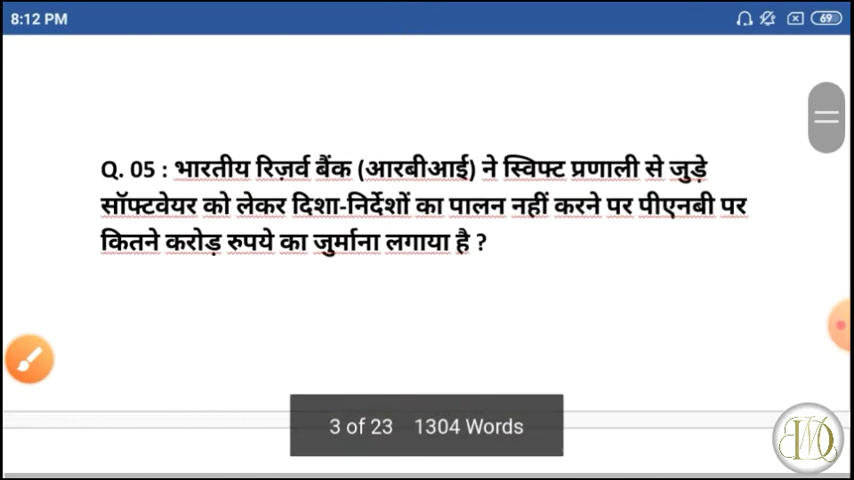 8:12 PM
69
Q. 05 : भारतीय रिज़र्व बैंक (आरबीआई) ने स्विफ्ट प्रणाली से जुड़े
सॉफ्टवेयर को लेकर दिशा-निर्देशों का पालन नहीं करने पर पीएनबी पर
कितने करोड़ रुपये का जुर्माना लगाया है ?
3 of 23 1304 Words